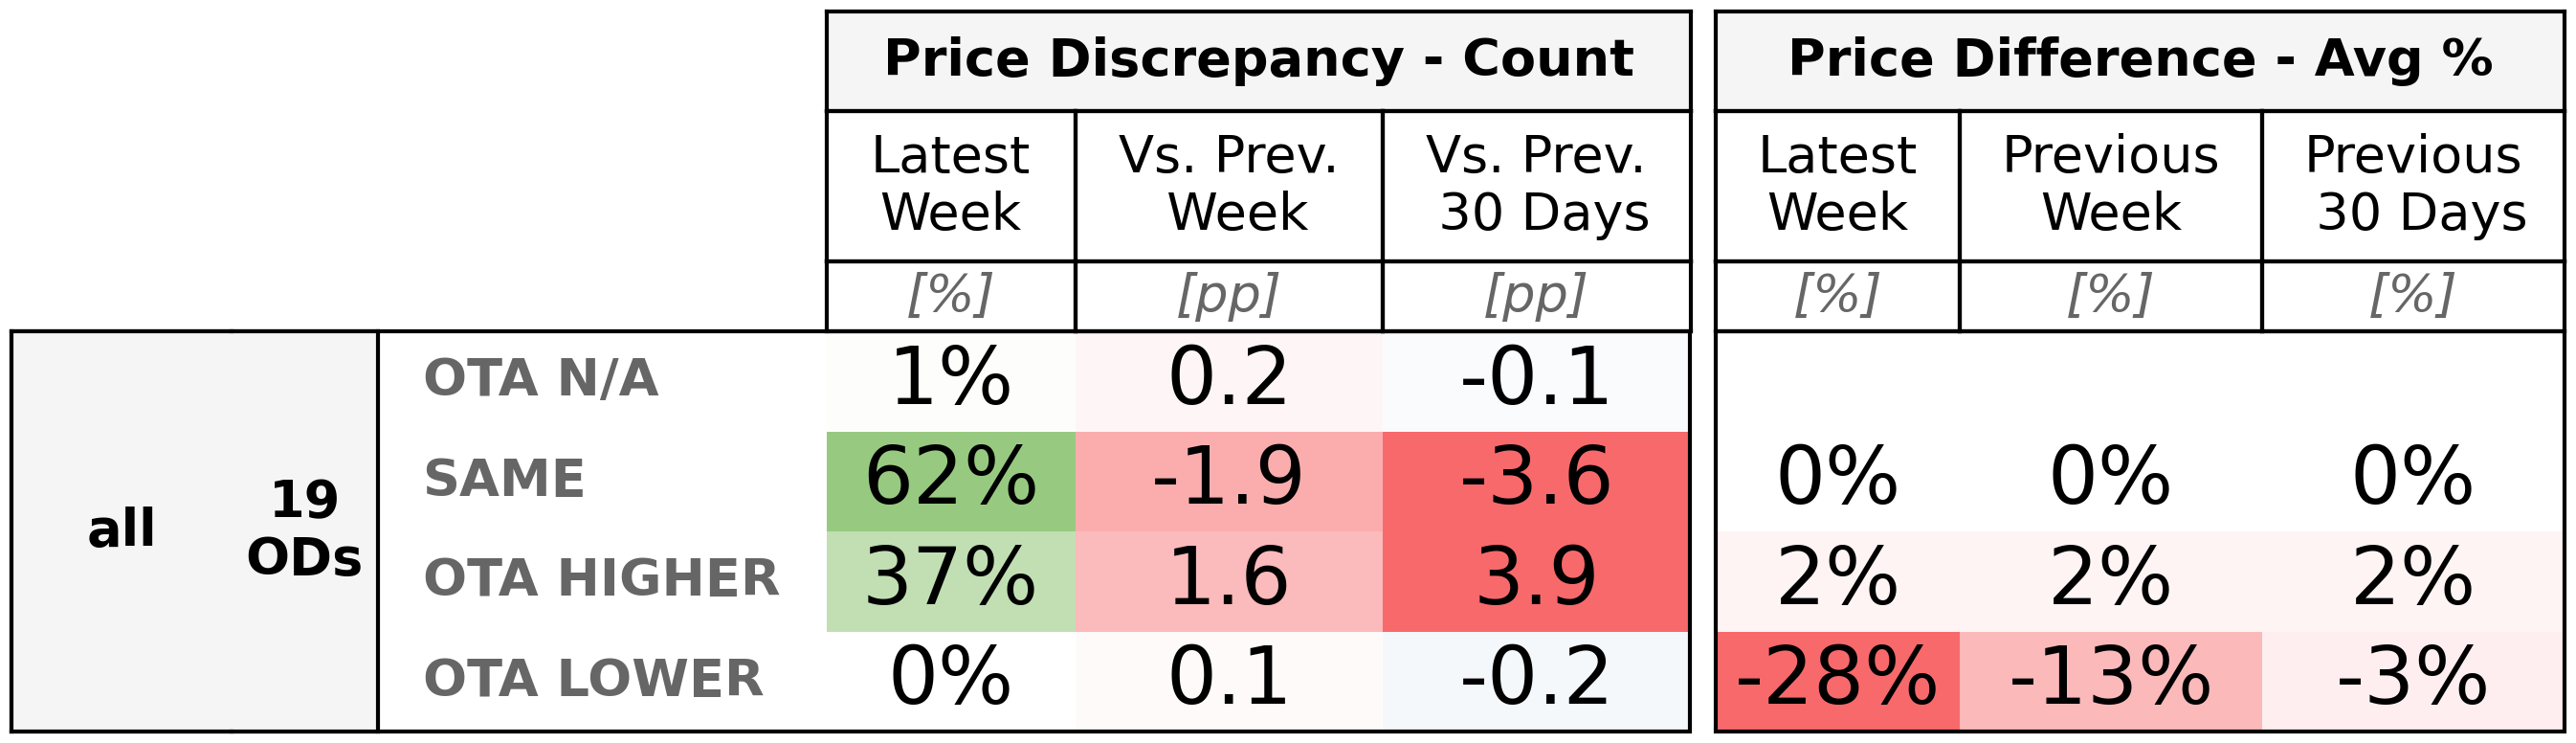 Price Discrepancy - Count Price Difference - Avg %
Latest Week Vs. Prev. Week Vs. Prev. 30 Days Latest Week Previous Week Previous 30 Days
[%] [pp] [pp] [%] [%] [%]
all 19 ODs
OTA N/A 1% 0.2 -0.1
SAME 62% -1.9 -3.6 0% 0% 0%
OTA HIGHER 37% 1.6 3.9 2% 2% 2%
OTA LOWER 0% 0.1 -0.2 -28% -13% -3%